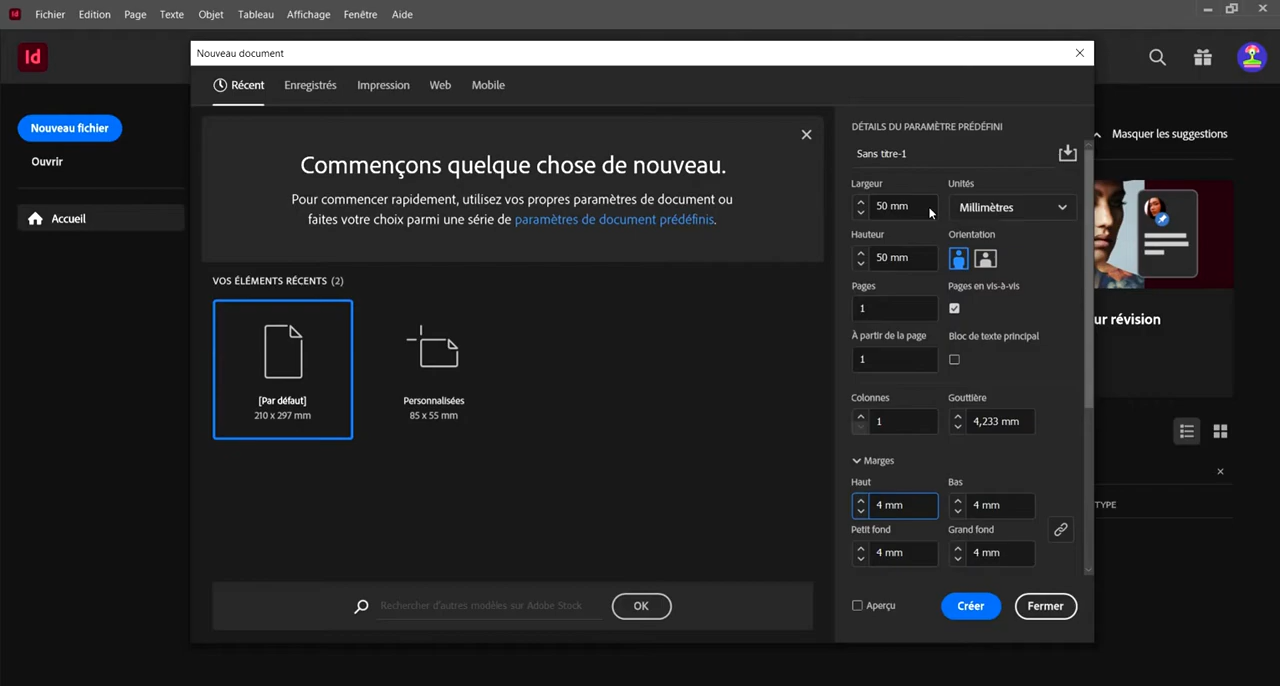 Id
Fichier
Edition
Page
Texte
Objet
Tableau
Affichage
Fenêtre
Aide
Id
Nouveau document
Récent
Enregistrés
Impression
Web
Mobile
Nouveau fichier
Ouvrir
Accueil
Commençons quelque chose de nouveau.
Pour commencer rapidement, utilisez vos propres paramètres de document ou
faites votre choix parmi une série de paramètres de document prédéfinis.
VOS ÉLÉMENTS RÉCENTS (2)
[Par défaut]
210 x 297 mm
Personnalisées
85 x 55 mm
Rechercher d'autres modèles sur Adobe Stock
OK
DÉTAILS DU PARAMÈTRE PRÉDÉFINI
Sans titre-1
Largeur
Unités
50 mm
Millimètres
Hauteur
Orientation
50 mm
Pages
Pages en vis-à-vis
1
À partir de la page
Bloc de texte principal
1
Colonnes
Gouttière
1
4,233 mm
Marges
Haut
Bas
4 mm
4 mm
Petit fond
Grand fond
4 mm
4 mm
Aperçu
Créer
Fermer
Masquer les suggestions
ur révision
TYPE